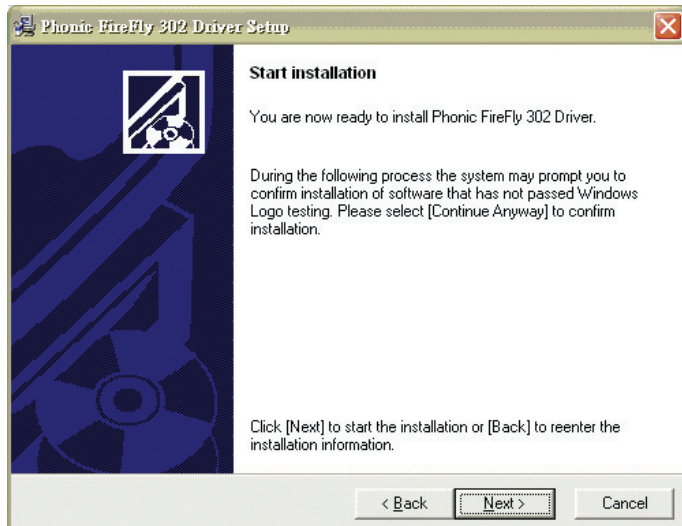 Phonic FireFly 302 Driver Setup
Start installation
You are now ready to install Phonic FireFly 302 Driver.
During the following process the system may prompt you to
confirm installation of software that has not passed Windows
Logo testing. Please select [Continue Anyway] to confirm
installation.
Click [Next] to start the installation or [Back] to reenter the
installation information.
< Back
Next >
Cancel